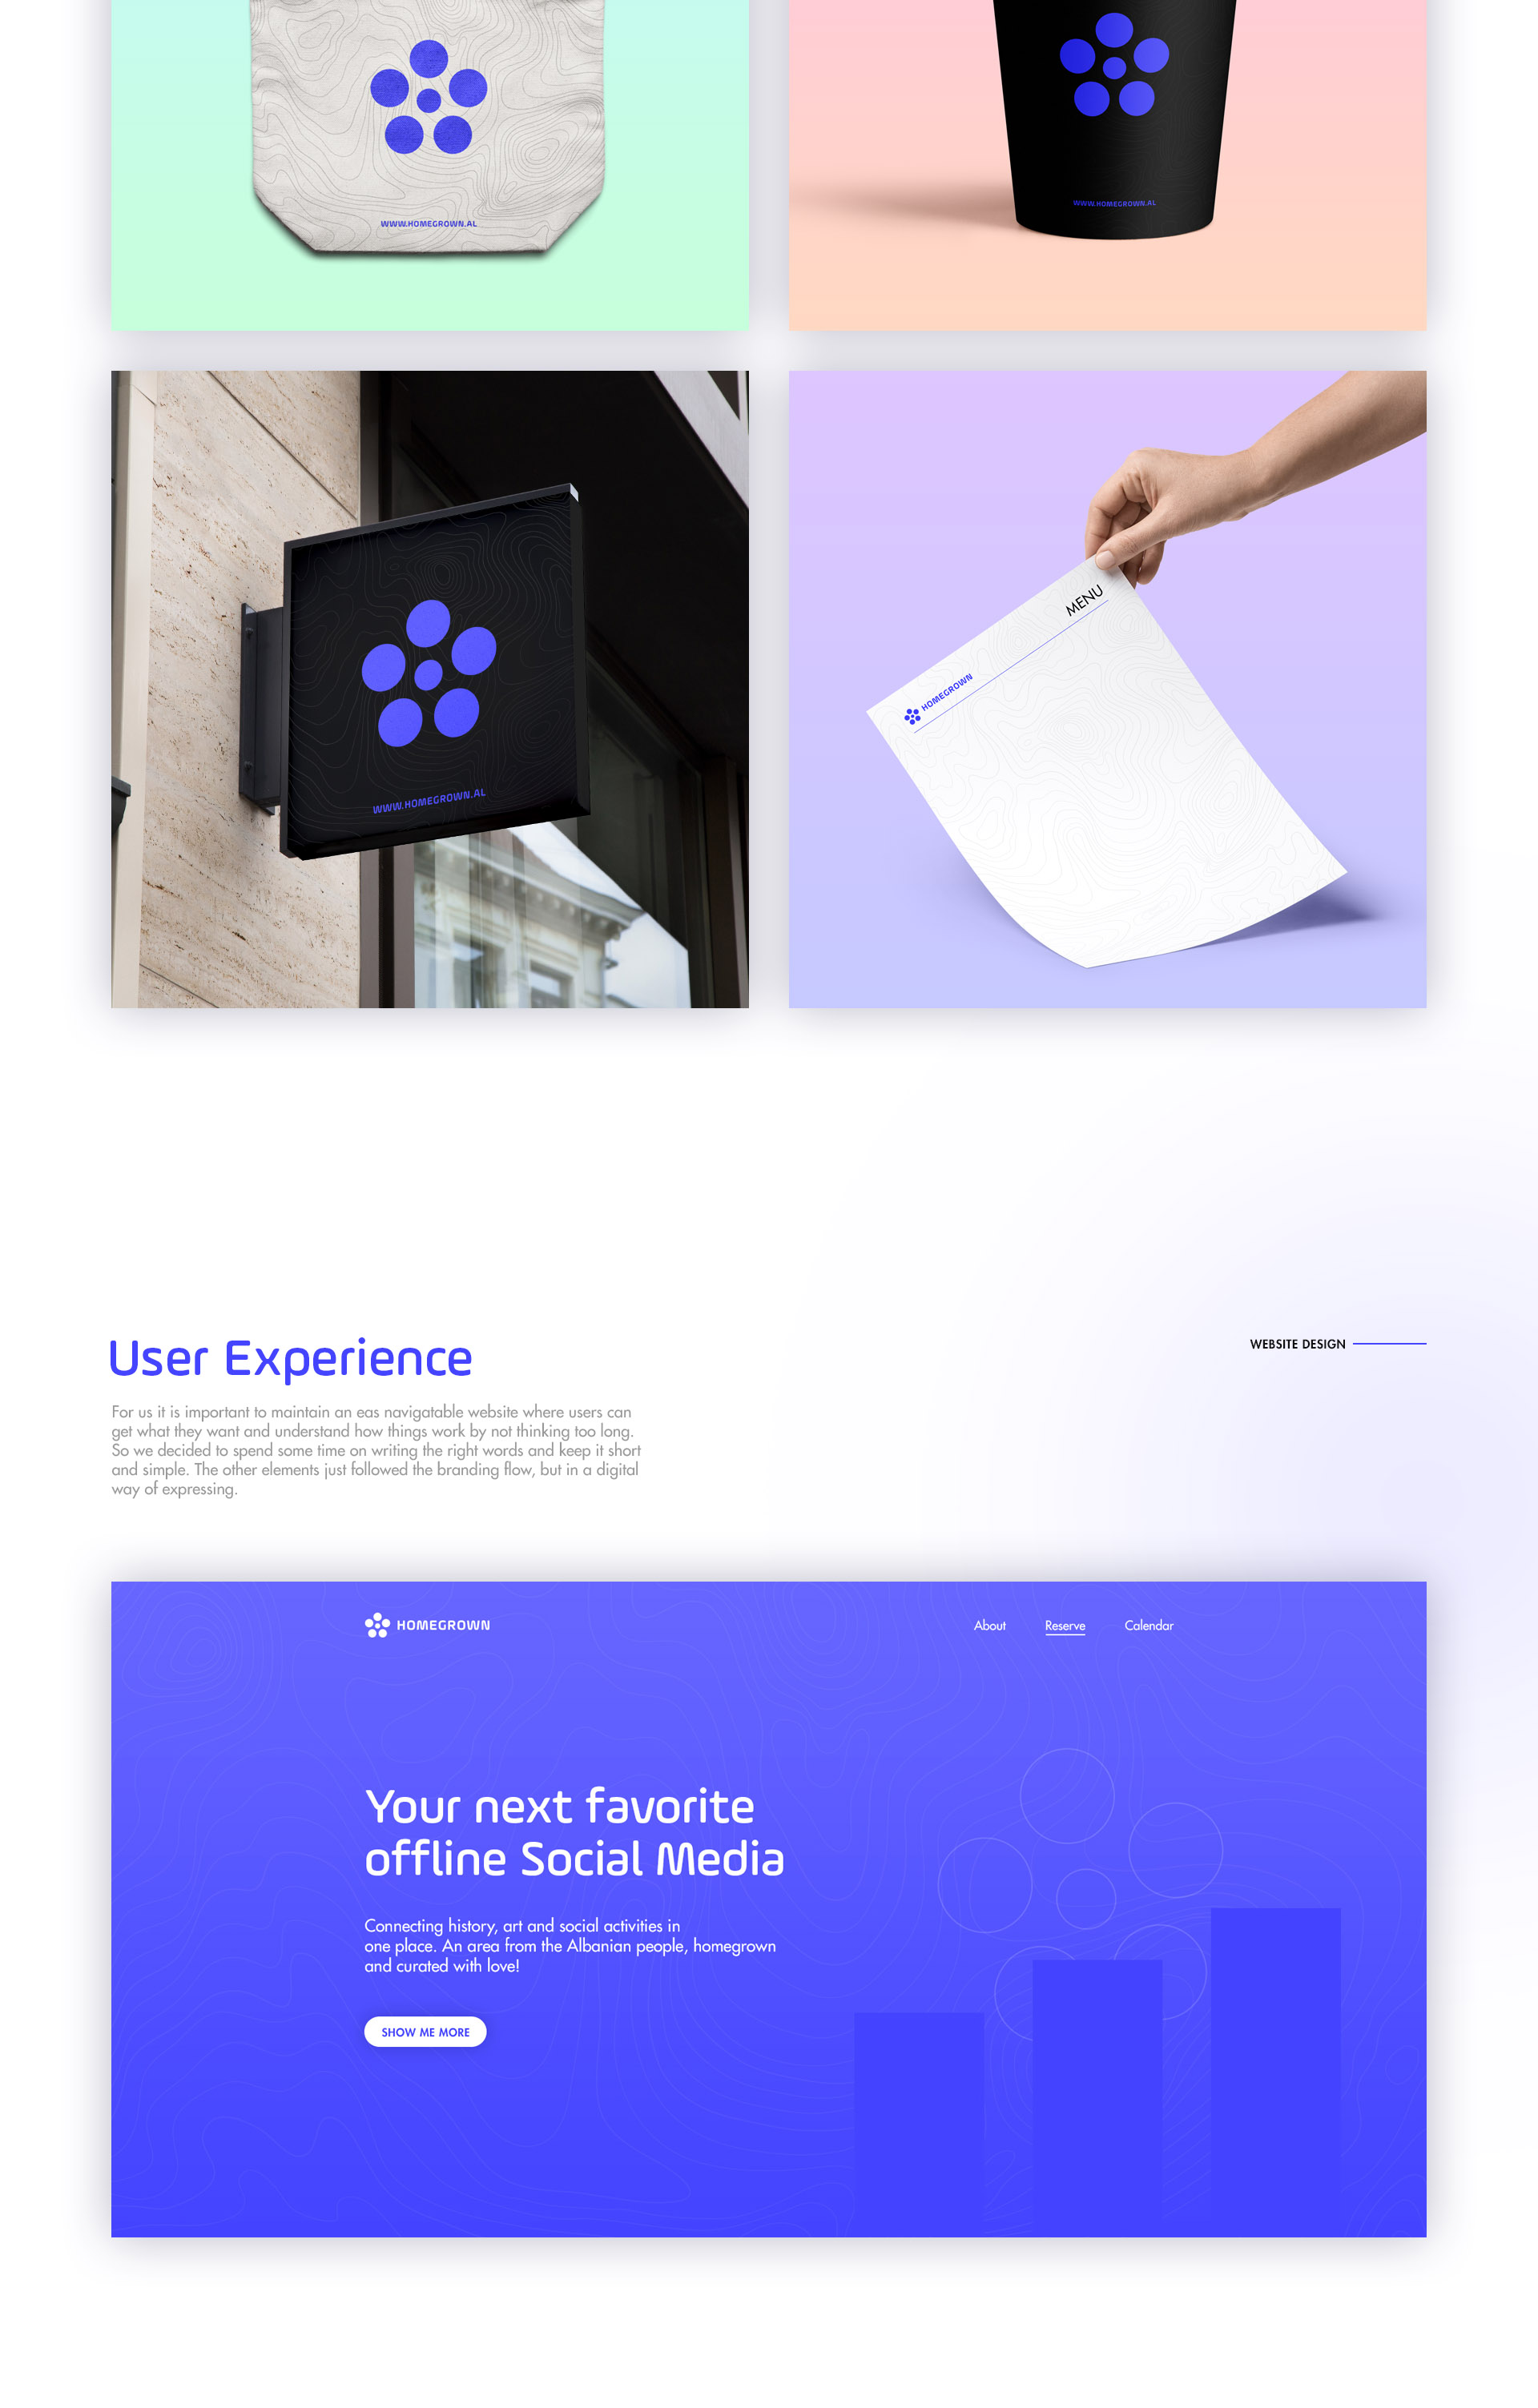 WWW.HOMEGROWN.AL
WWW.HOMEGROWN.AL
WWW.HOMEGROWN.AL
MENU
HOMEGROWN
User Experience
WEBSITE DESIGN
For us it is important to maintain an eas navigatable website where users can
get what they want and understand how things work by not thinking too long.
So we decided to spend some time on writing the right words and keep it short
and simple. The other elements just followed the branding flow, but in a digital
way of expressing.
HOMEGROWN
About Reserve Calendar
Your next favorite
offline Social Media
Connecting history, art and social activities in
one place. An area from the Albanian people, homegrown
and curated with love!
SHOW ME MORE